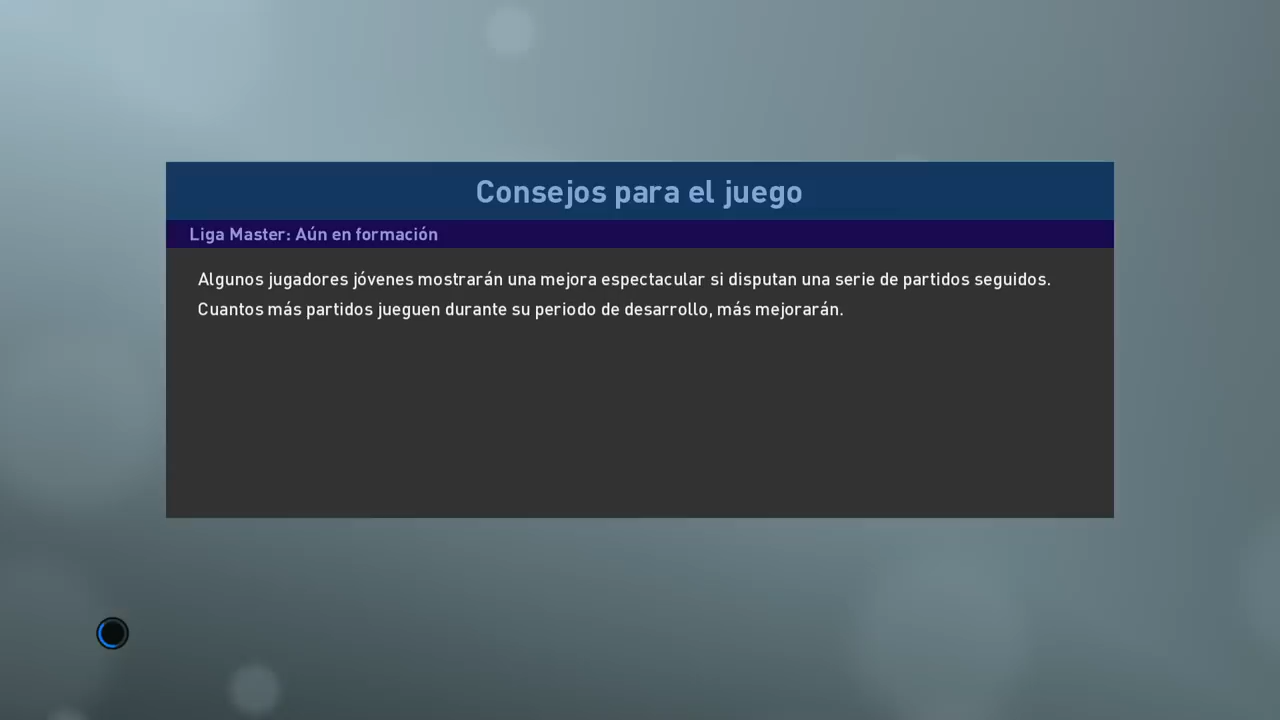 Consejos para el juego
Liga Master: Aún en formación
Algunos jugadores jóvenes mostrarán una mejora espectacular si disputan una serie de partidos seguidos.
Cuantos más partidos jueguen durante su periodo de desarrollo, más mejorarán.